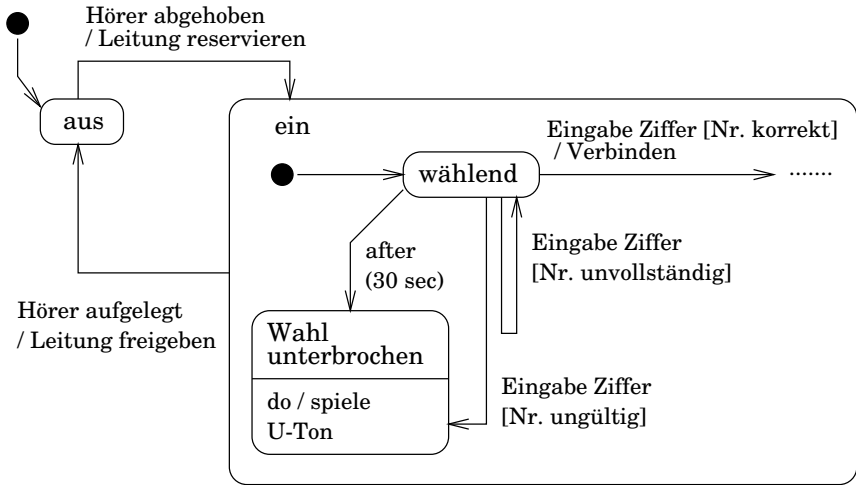 Hörer abgehoben
/ Leitung reservieren
aus
ein
Eingabe Ziffer [Nr. korrekt]
/ Verbinden
wählend
.......
after
(30 sec)
Eingabe Ziffer
[Nr. unvollständig]
Hörer aufgelegt
/ Leitung freigeben
Wahl
unterbrochen
do / spiele
U-Ton
Eingabe Ziffer
[Nr. ungültig]